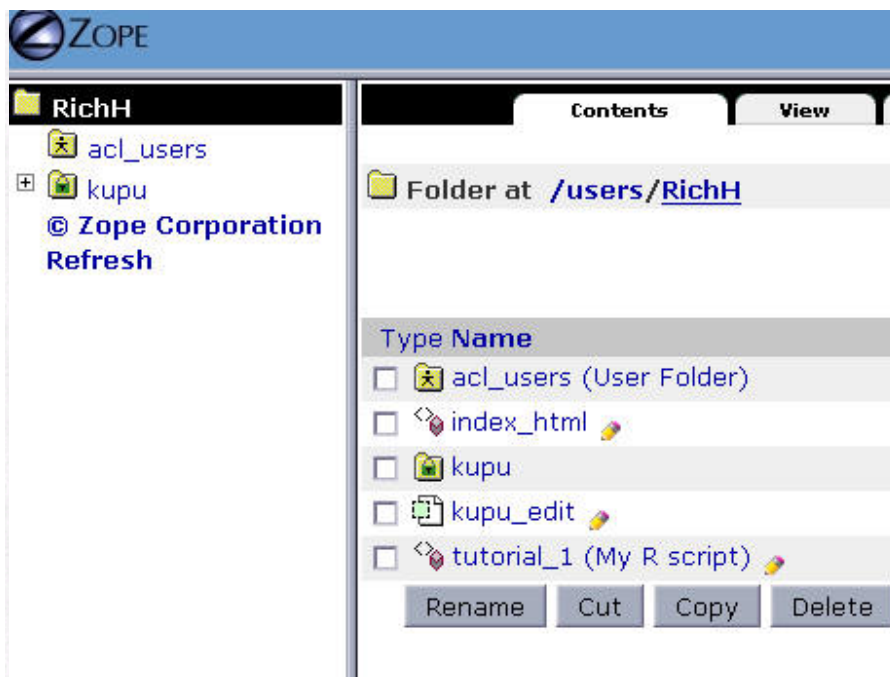 ZOPE
RichH
acl_users
kupu
© Zope Corporation
Refresh
Contents View
Folder at /users/RichH
Type Name
acl_users (User Folder)
index_html
kupu
kupu_edit
tutorial_1 (My R script)
Rename Cut Copy Delete